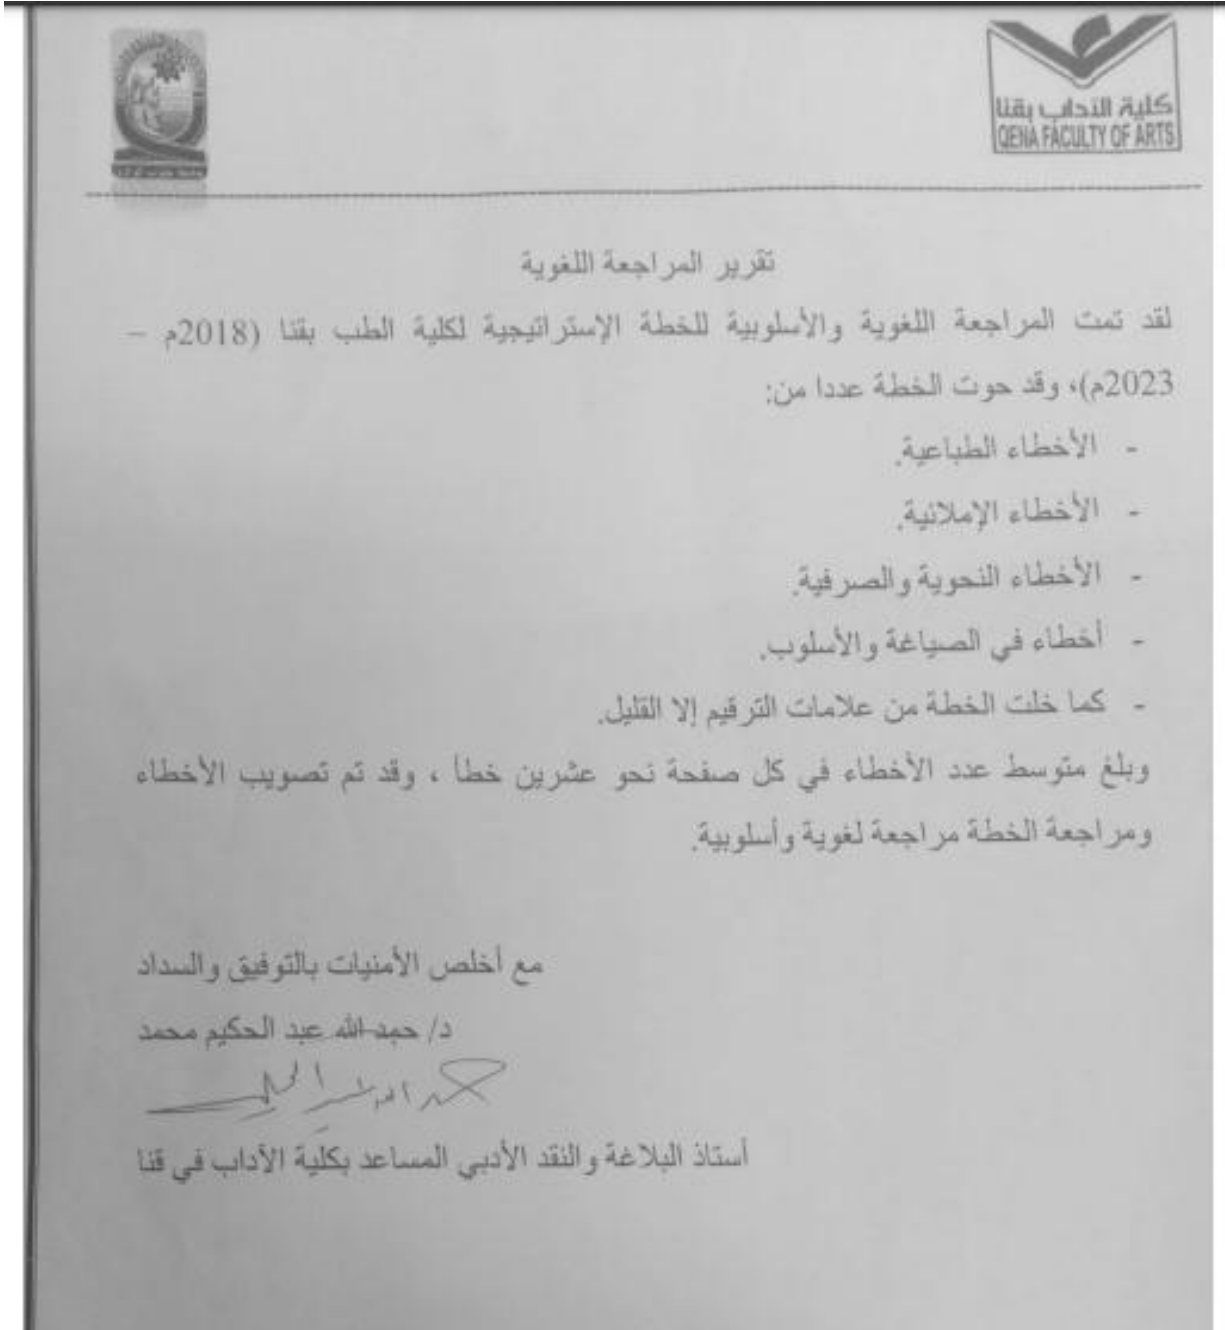 كلية الآداب بقنا
QENA FACULTY OF ARTS
تقرير المراجعة اللغوية
لقد تمت المراجعة اللغوية والأسلوبية للخطة الإستراتيجية لكلية الطب بقنا (2018م –
2023م)، وقد حوت الخطة عددا من:
- الأخطاء الطباعية.
- الأخطاء الإملائية.
- الأخطاء النحوية والصرفية.
- أخطاء في الصياغة والأسلوب.
- كما خلت الخطة من علامات الترقيم إلا القليل.
وبلغ متوسط عدد الأخطاء في كل صفحة نحو عشرين خطأ ، وقد تم تصويب الأخطاء
ومراجعة الخطة مراجعة لغوية وأسلوبية.
مع أخلص الأمنيات بالتوفيق والسداد
د/ حمد الله عبد الحكيم محمد
أستاذ البلاغة والنقد الأدبي المساعد بكلية الآداب في قنا